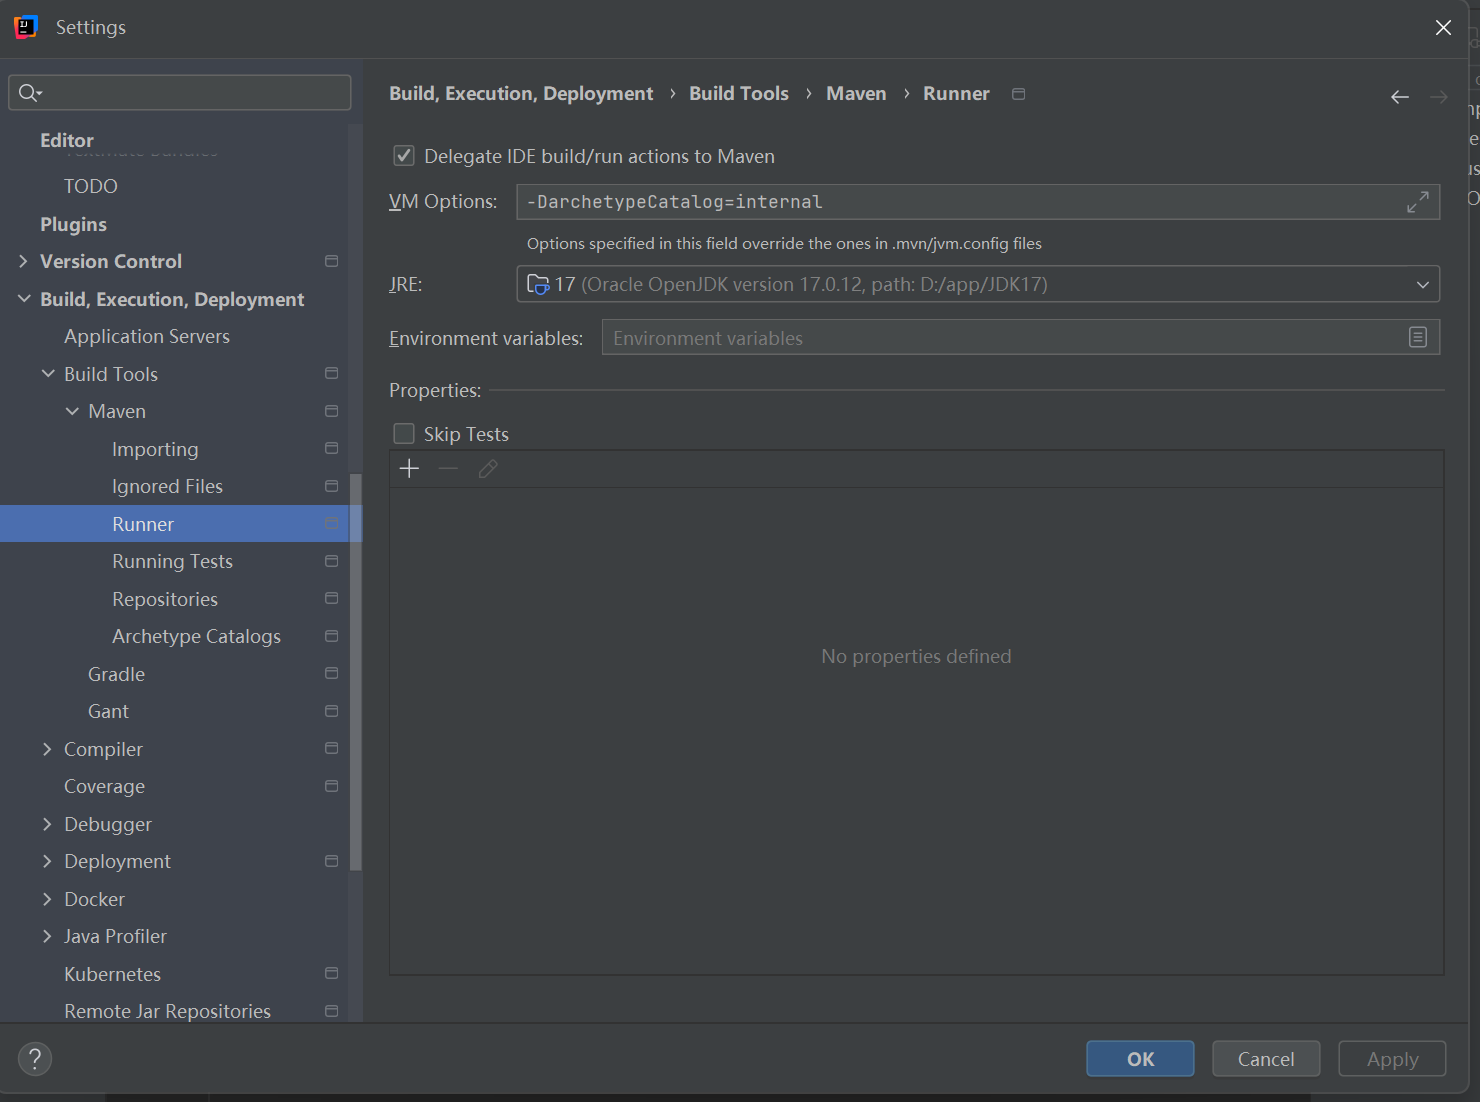 Settings
Editor
TODO
Plugins
Version Control
Build, Execution, Deployment
Application Servers
Build Tools
Maven
Importing
Ignored Files
Runner
Running Tests
Repositories
Archetype Catalogs
Gradle
Gant
Compiler
Coverage
Debugger
Deployment
Docker
Java Profiler
Kubernetes
Remote Jar Repositories
Build, Execution, Deployment › Build Tools › Maven › Runner
Delegate IDE build/run actions to Maven
VM Options: -DarchetypeCatalog=internal
Options specified in this field override the ones in .mvn/jvm.config files
JRE: 17 (Oracle OpenJDK version 17.0.12, path: D:/app/JDK17)
Environment variables: Environment variables
Properties:
Skip Tests
No properties defined
?
OK Cancel Apply